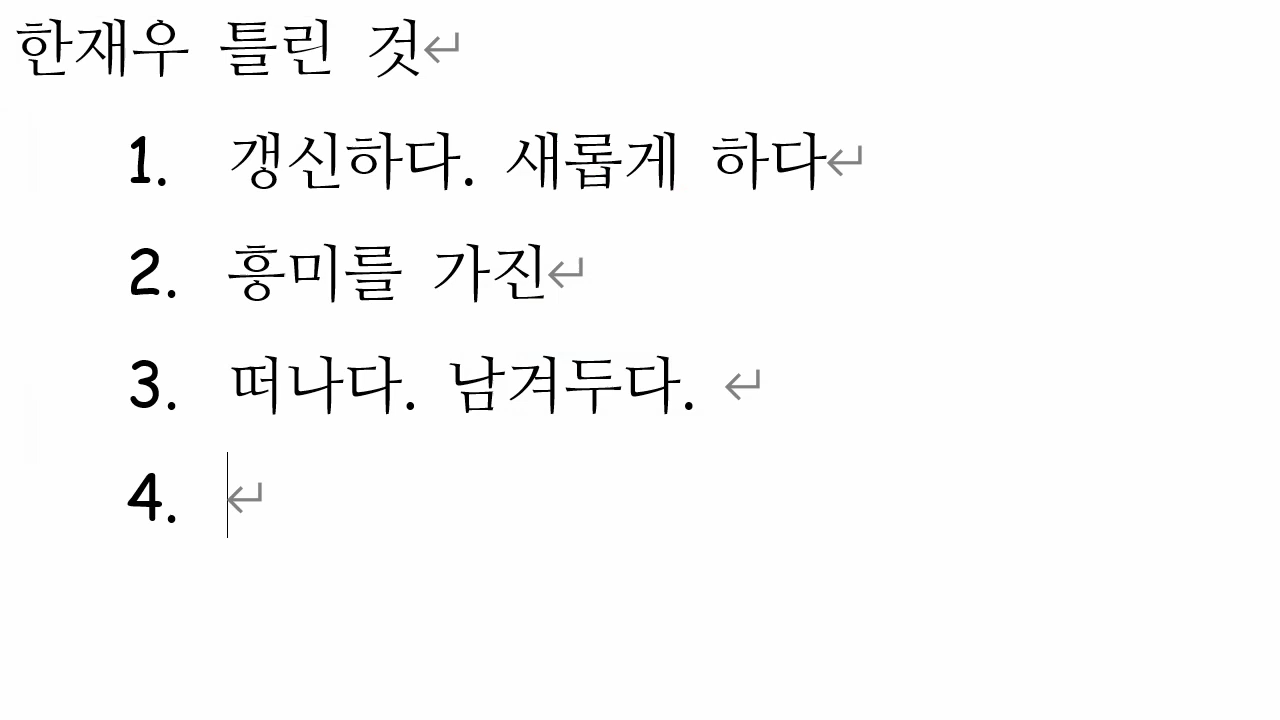 한재우 틀린 것↵
1. 갱신하다. 새롭게 하다↵
2. 흥미를 가진↵
3. 떠나다. 남겨두다. ↵
4. ↵